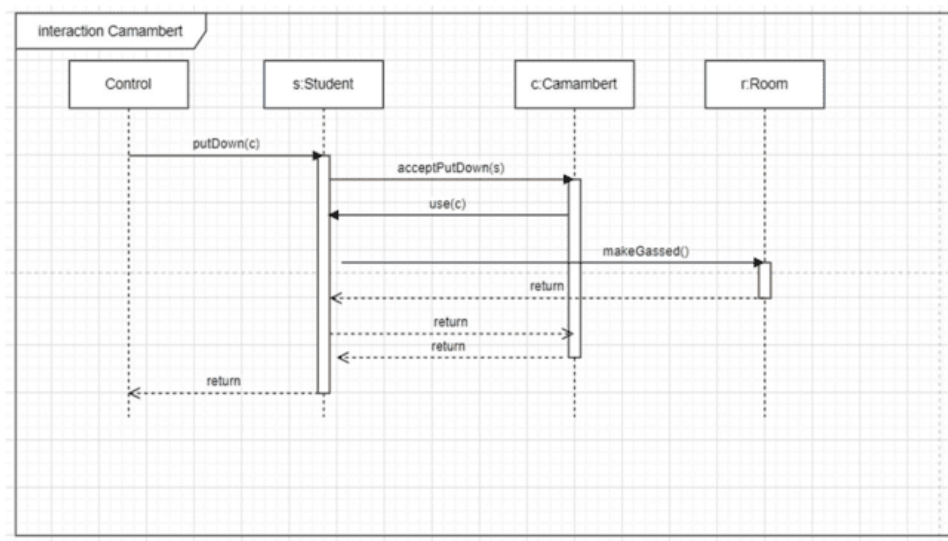 interaction Camambert
Control
s:Student
c:Camambert
r:Room
putDown(c)
acceptPutDown(s)
use(c)
makeGassed()
return
return
return
return